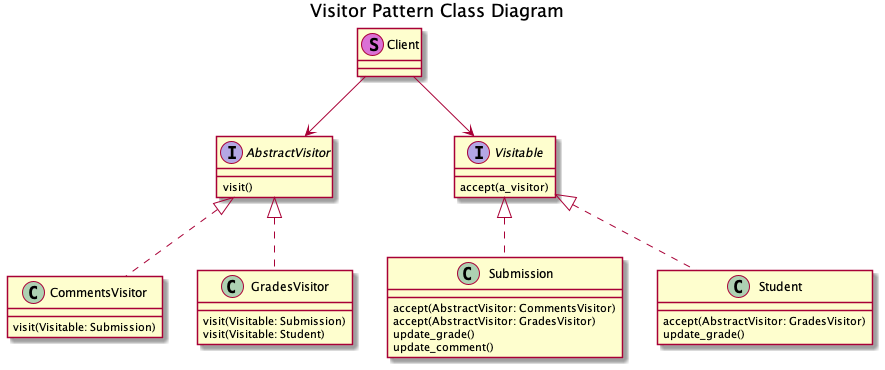 Visitor Pattern Class Diagram
S Client
I AbstractVisitor
visit()
I Visitable
accept(a_visitor)
C CommentsVisitor
visit(Visitable: Submission)
C GradesVisitor
visit(Visitable: Submission)
visit(Visitable: Student)
C Submission
accept(AbstractVisitor: CommentsVisitor)
accept(AbstractVisitor: GradesVisitor)
update_grade()
update_comment()
C Student
accept(AbstractVisitor: GradesVisitor)
update_grade()